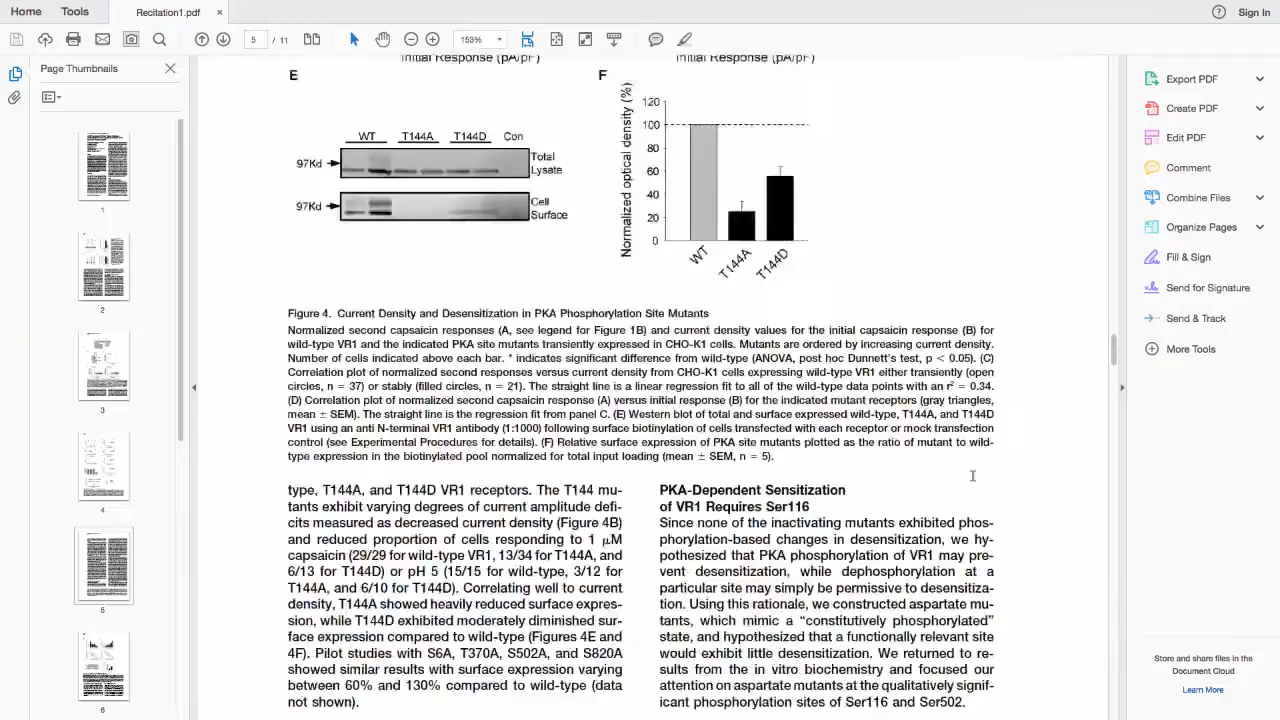 Home
Tools
Recitation1.pdf
×
Sign In
5 / 11
153%
Page Thumbnails
1
2
3
4
5
6
Initial Response (pA/pF)
Initial Response (pA/pF)
E
WT T144A T144D Con
97Kd
Total
Lysate
97Kd
Cell
Surface
F
Normalized optical density (%)
120
100
80
60
40
20
0
WT
T144A
T144D
Figure 4. Current Density and Desensitization in PKA Phosphorylation Site Mutants
Normalized second capsaicin responses (A, see legend for Figure 1B) and current density values for the initial capsaicin response (B) for
wild-type VR1 and the indicated PKA site mutants transiently expressed in CHO-K1 cells. Mutants are ordered by increasing current density.
Number of cells indicated above each bar. * indicates significant difference from wild-type (ANOVA, post hoc Dunnett's test, p < 0.05). (C)
Correlation plot of normalized second responses versus current density from CHO-K1 cells expressing wild-type VR1 either transiently (open
circles, n = 37) or stably (filled circles, n = 21). The straight line is a linear regression fit to all of the wild-type data points with an r² = 0.34.
(D) Correlation plot of normalized second capsaicin response (A) versus initial response (B) for the indicated mutant receptors (gray triangles,
mean ± SEM). The straight line is the regression fit from panel C. (E) Western blot of total and surface expressed wild-type, T144A, and T144D
VR1 using an anti N-terminal VR1 antibody (1:1000) following surface biotinylation of cells transfected with each receptor or mock transfection
control (see Experimental Procedures for details). (F) Relative surface expression of PKA site mutants plotted as the ratio of mutant to wild-
type expression in the biotinylated pool normalized for total input loading (mean ± SEM, n = 5).
type, T144A, and T144D VR1 receptors. The T144 mu-
tants exhibit varying degrees of current amplitude defi-
cits measured as decreased current density (Figure 4B)
and reduced proportion of cells responding to 1 μM
capsaicin (29/29 for wild-type VR1, 13/34 for T144A, and
6/13 for T144D) or pH 5 (15/15 for wild-type, 3/12 for
T144A, and 6/10 for T144D). Correlating well to current
density, T144A showed heavily reduced surface expres-
sion, while T144D exhibited moderately diminished sur-
face expression compared to wild-type (Figures 4E and
4F). Pilot studies with S6A, T370A, S502A, and S820A
showed similar results with surface expression varying
between 60% and 130% compared to wild-type (data
not shown).
PKA-Dependent Sensitization
of VR1 Requires Ser116
Since none of the inactivating mutants exhibited phos-
phorylation-based changes in desensitization, we hy-
pothesized that PKA phosphorylation of VR1 may pre-
vent desensitization, while dephosphorylation at a
particular site may simply be permissive to desensitiza-
tion. Using this rationale, we constructed aspartate mu-
tants, which mimic a “constitutively phosphorylated”
state, and hypothesized that a functionally relevant site
would exhibit little desensitization. We returned to re-
sults from the in vitro biochemistry and focused our
attention on aspartate mutants at the qualitatively signif-
icant phosphorylation sites of Ser116 and Ser502.
Export PDF
Create PDF
Edit PDF
Comment
Combine Files
Organize Pages
Fill & Sign
Send for Signature
Send & Track
More Tools
Store and share files in the
Document Cloud
Learn More